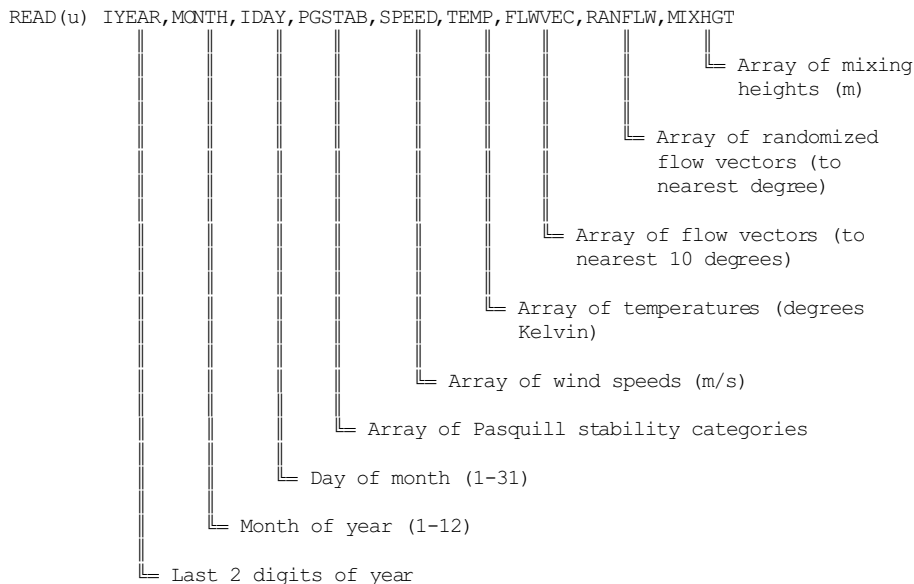 READ(u) IYEAR,MONTH,IDAY,PGSTAB,SPEED,TEMP,FLWVEC,RANFLW,MIXHGT
Array of mixing
heights (m)
Array of randomized
flow vectors (to
nearest degree)
Array of flow vectors (to
nearest 10 degrees)
Array of temperatures (degrees
Kelvin)
Array of wind speeds (m/s)
Array of Pasquill stability categories
Day of month (1-31)
Month of year (1-12)
Last 2 digits of year